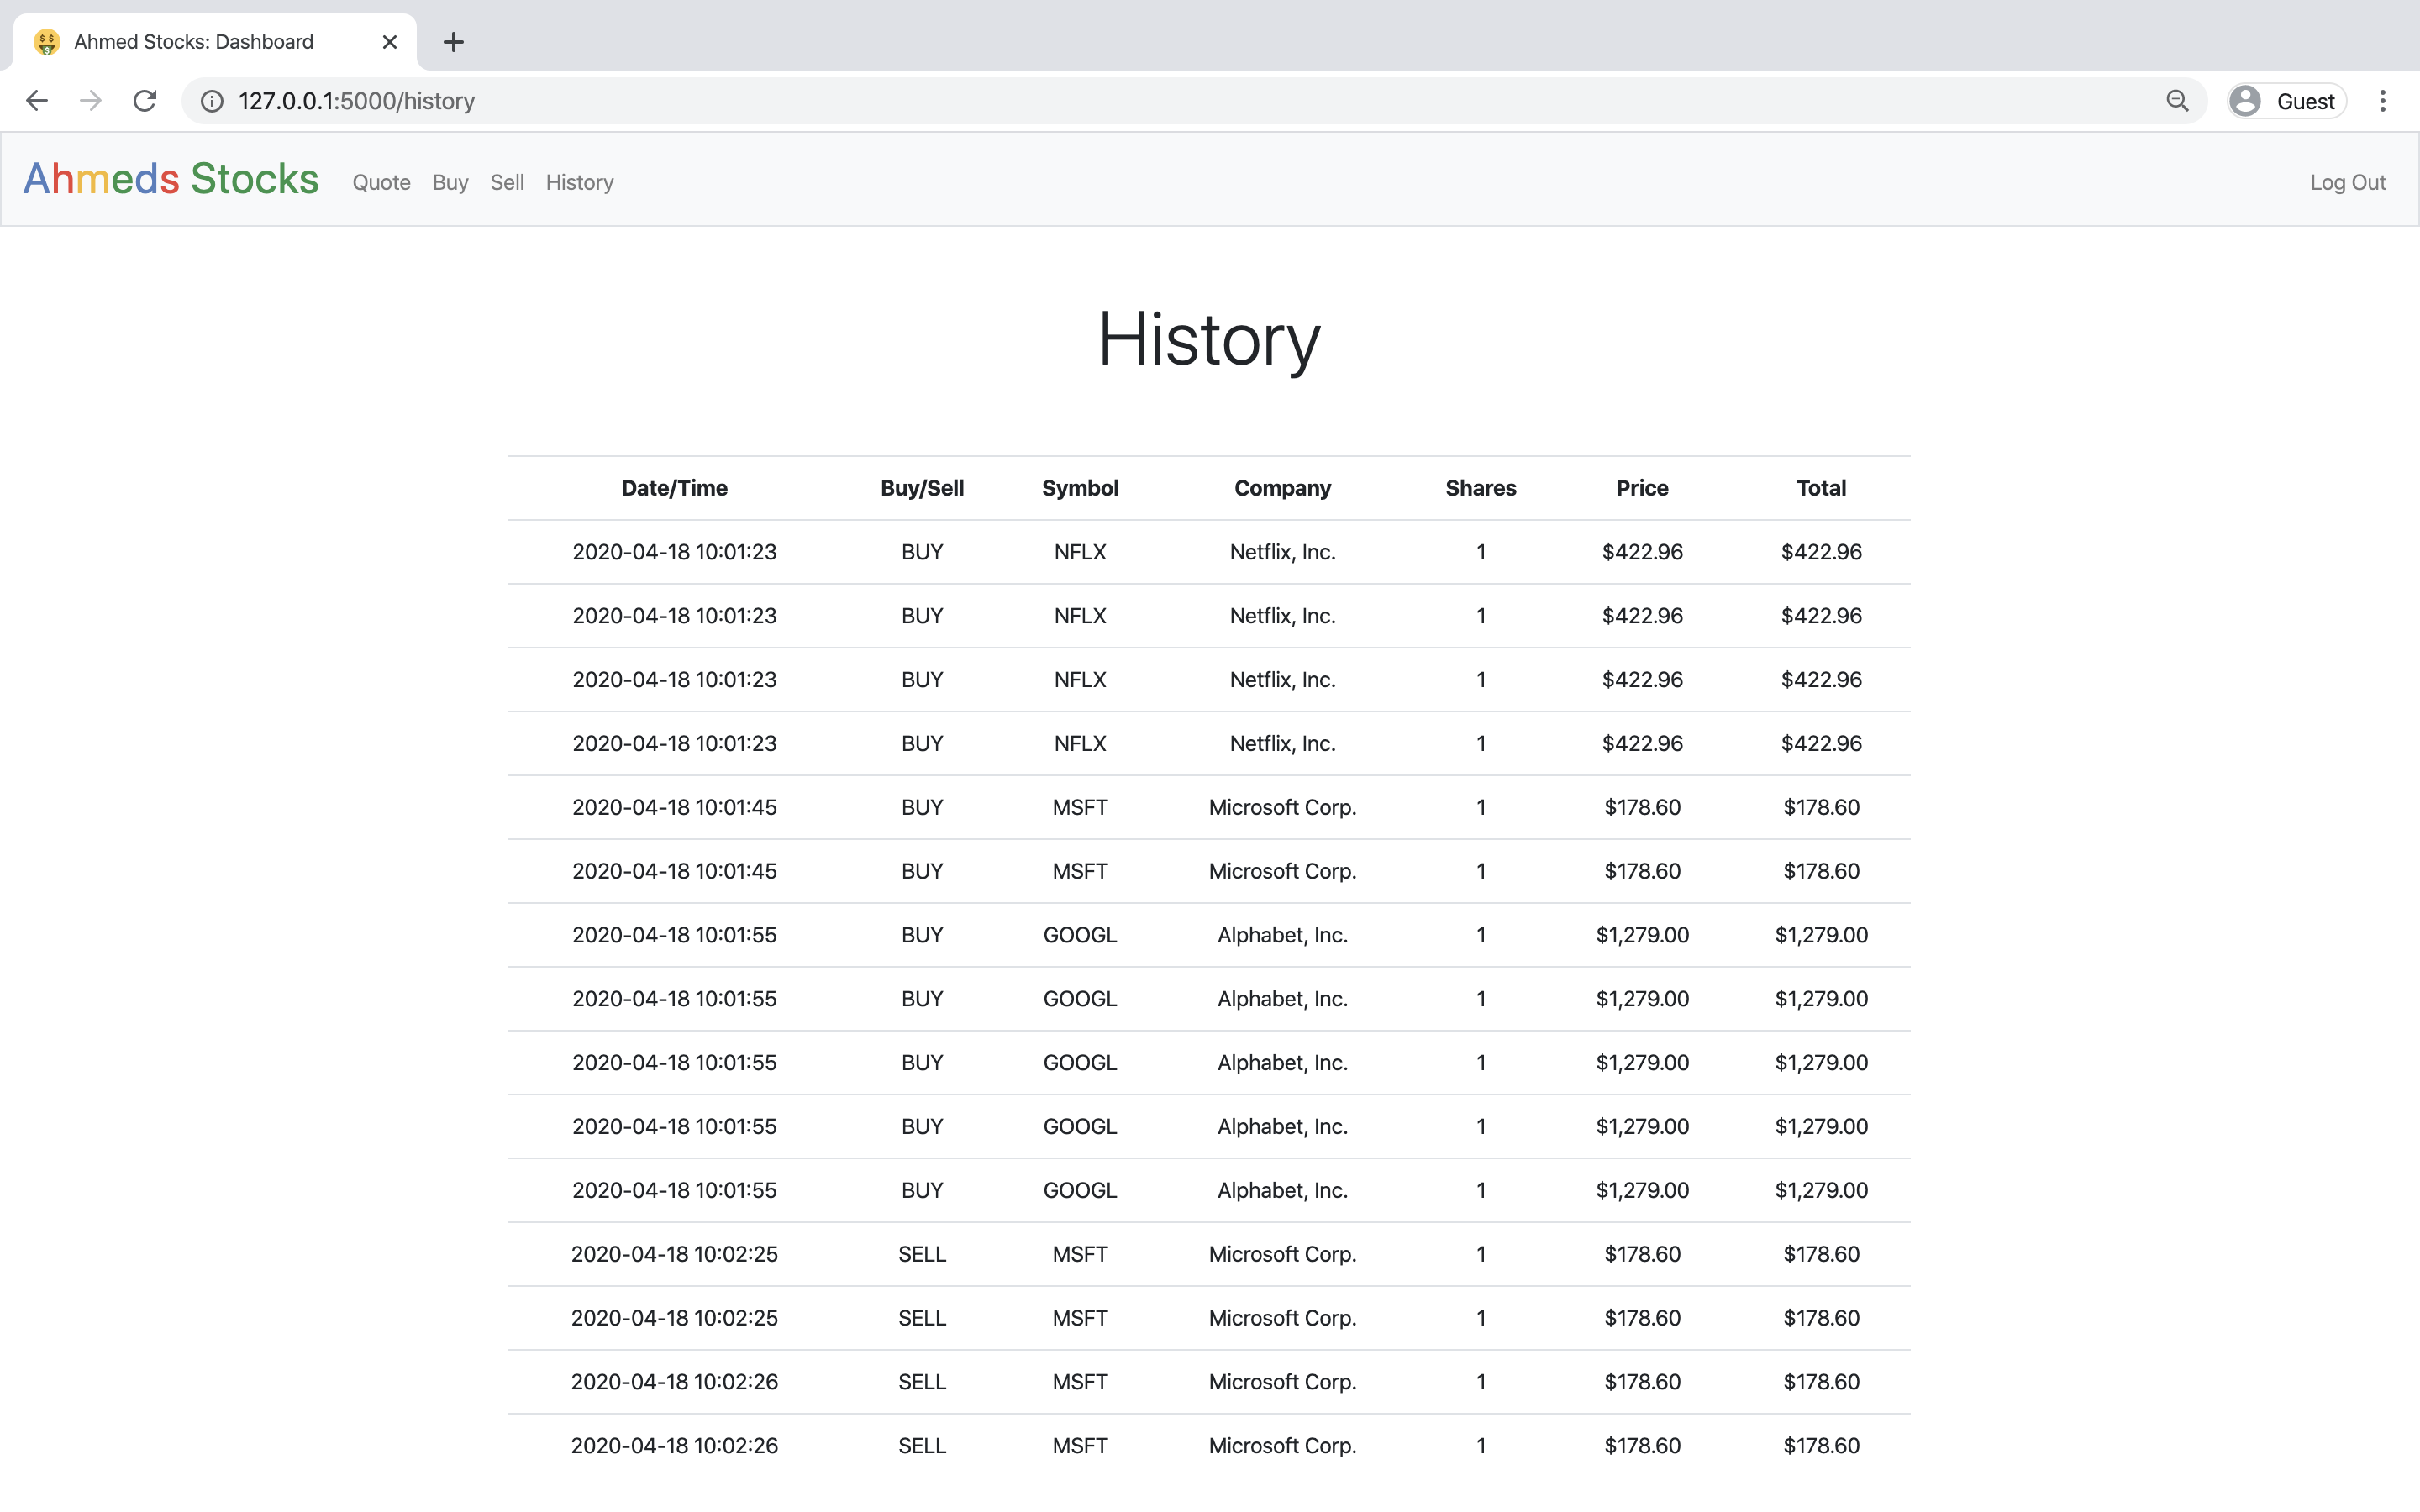 Ahmed Stocks: Dashboard
127.0.0.1:5000/history
Guest
Ahmeds Stocks Quote Buy Sell History Log Out
History
Date/Time Buy/Sell Symbol Company Shares Price Total
2020-04-18 10:01:23 BUY NFLX Netflix, Inc. 1 $422.96 $422.96
2020-04-18 10:01:23 BUY NFLX Netflix, Inc. 1 $422.96 $422.96
2020-04-18 10:01:23 BUY NFLX Netflix, Inc. 1 $422.96 $422.96
2020-04-18 10:01:23 BUY NFLX Netflix, Inc. 1 $422.96 $422.96
2020-04-18 10:01:45 BUY MSFT Microsoft Corp. 1 $178.60 $178.60
2020-04-18 10:01:45 BUY MSFT Microsoft Corp. 1 $178.60 $178.60
2020-04-18 10:01:55 BUY GOOGL Alphabet, Inc. 1 $1,279.00 $1,279.00
2020-04-18 10:01:55 BUY GOOGL Alphabet, Inc. 1 $1,279.00 $1,279.00
2020-04-18 10:01:55 BUY GOOGL Alphabet, Inc. 1 $1,279.00 $1,279.00
2020-04-18 10:01:55 BUY GOOGL Alphabet, Inc. 1 $1,279.00 $1,279.00
2020-04-18 10:01:55 BUY GOOGL Alphabet, Inc. 1 $1,279.00 $1,279.00
2020-04-18 10:02:25 SELL MSFT Microsoft Corp. 1 $178.60 $178.60
2020-04-18 10:02:25 SELL MSFT Microsoft Corp. 1 $178.60 $178.60
2020-04-18 10:02:26 SELL MSFT Microsoft Corp. 1 $178.60 $178.60
2020-04-18 10:02:26 SELL MSFT Microsoft Corp. 1 $178.60 $178.60